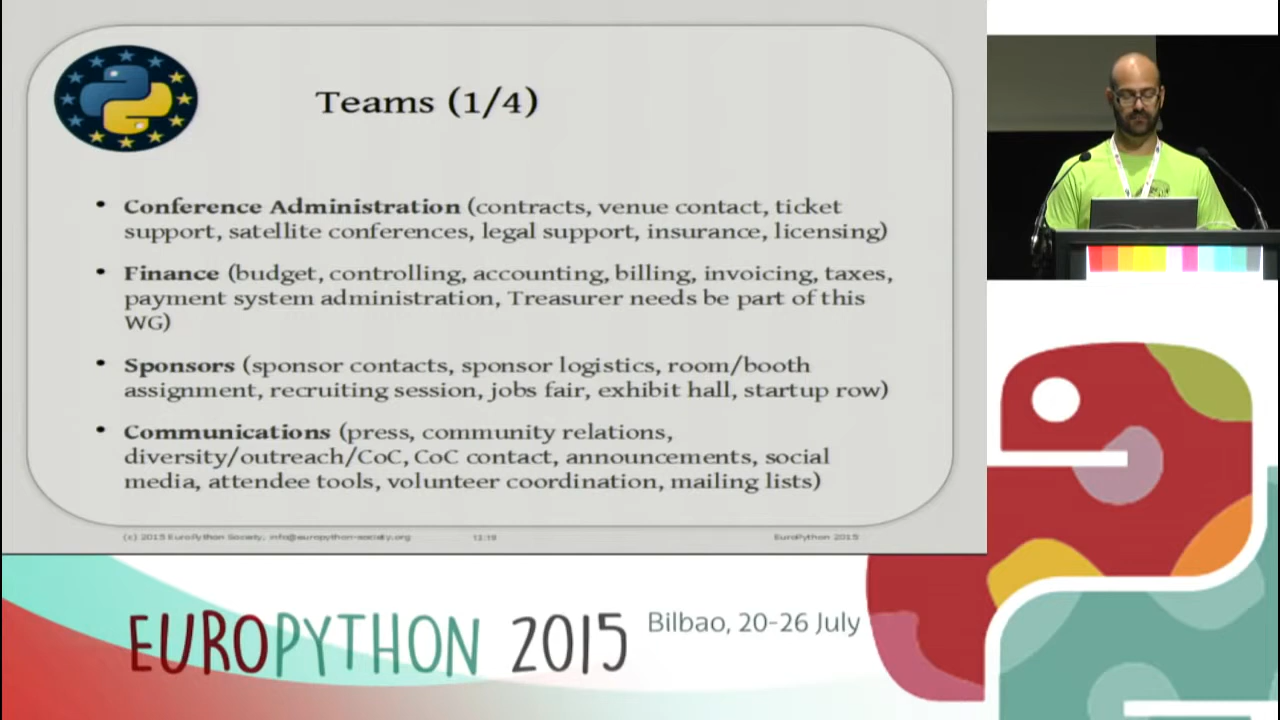 Teams (1/4)
• Conference Administration (contracts, venue contact, ticket
support, satellite conferences, legal support, insurance, licensing)
• Finance (budget, controlling, accounting, billing, invoicing, taxes,
payment system administration, Treasurer needs be part of this
WG)
• Sponsors (sponsor contacts, sponsor logistics, room/booth
assignment, recruiting session, jobs fair, exhibit hall, startup row)
• Communications (press, community relations,
diversity/outreach/CoC, CoC contact, announcements, social
media, attendee tools, volunteer coordination, mailing lists)
(c) 2015 EuroPython Society, info@europython-society.org
EuroPython 2015
EUROPYTHON 2015
Bilbao, 20-26 July